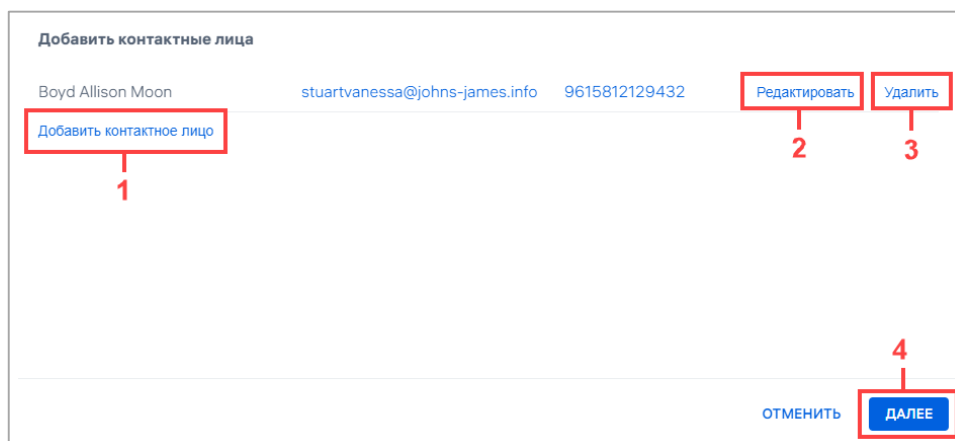 Добавить контактные лица
Boyd Allison Moon stuartvanessa@johns-james.info 9615812129432 Редактировать Удалить
Добавить контактное лицо
1
2
3
4
ОТМЕНИТЬ ДАЛЕЕ